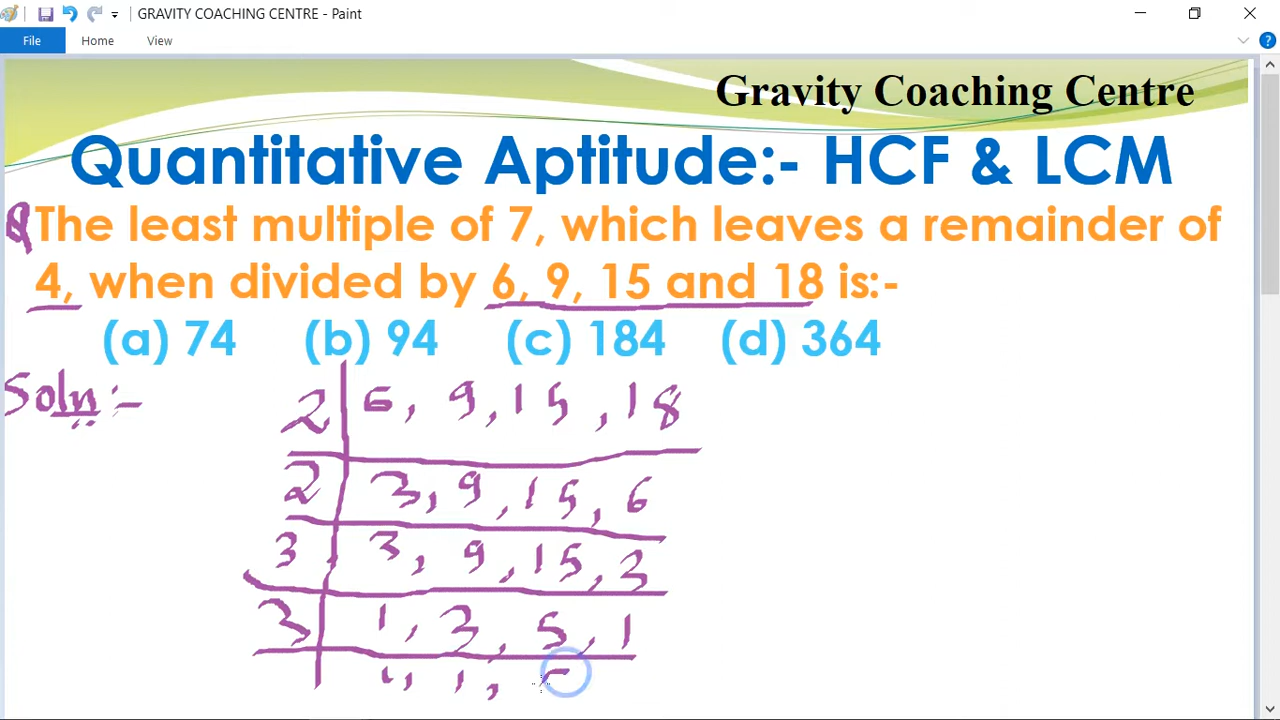 GRAVITY COACHING CENTRE - Paint
File Home View
Gravity Coaching Centre
Quantitative Aptitude:- HCF & LCM
Q The least multiple of 7, which leaves a remainder of
4, when divided by 6, 9, 15 and 18 is:-
(a) 74 (b) 94 (c) 184 (d) 364
Soln:-
2 6, 9, 15, 18
2 3, 9, 15, 6
3 3, 9, 15, 3
3 1, 3, 5, 1
1, 1,